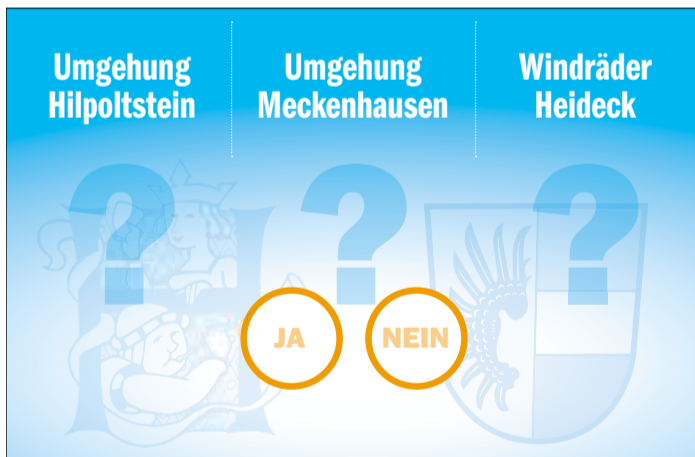 Umgehung
Hilpoltstein
Umgehung
Meckenhausen
Windräder
Heideck
? ? ?
JA NEIN